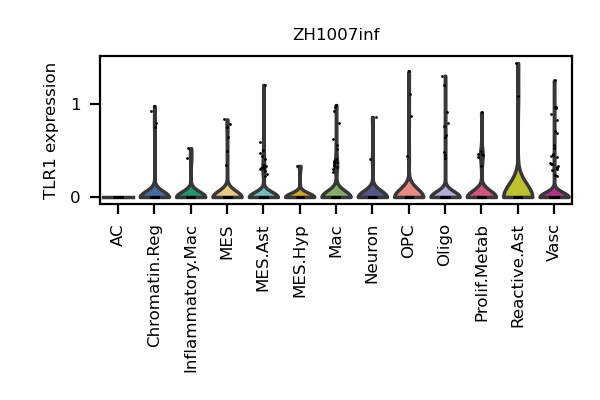 ZH1007inf
TLR1 expression
1
0
AC
Chromatin.Reg
Inflammatory.Mac
MES
MES.Ast
MES.Hyp
Mac
Neuron
OPC
Oligo
Prolif.Metab
Reactive.Ast
Vasc